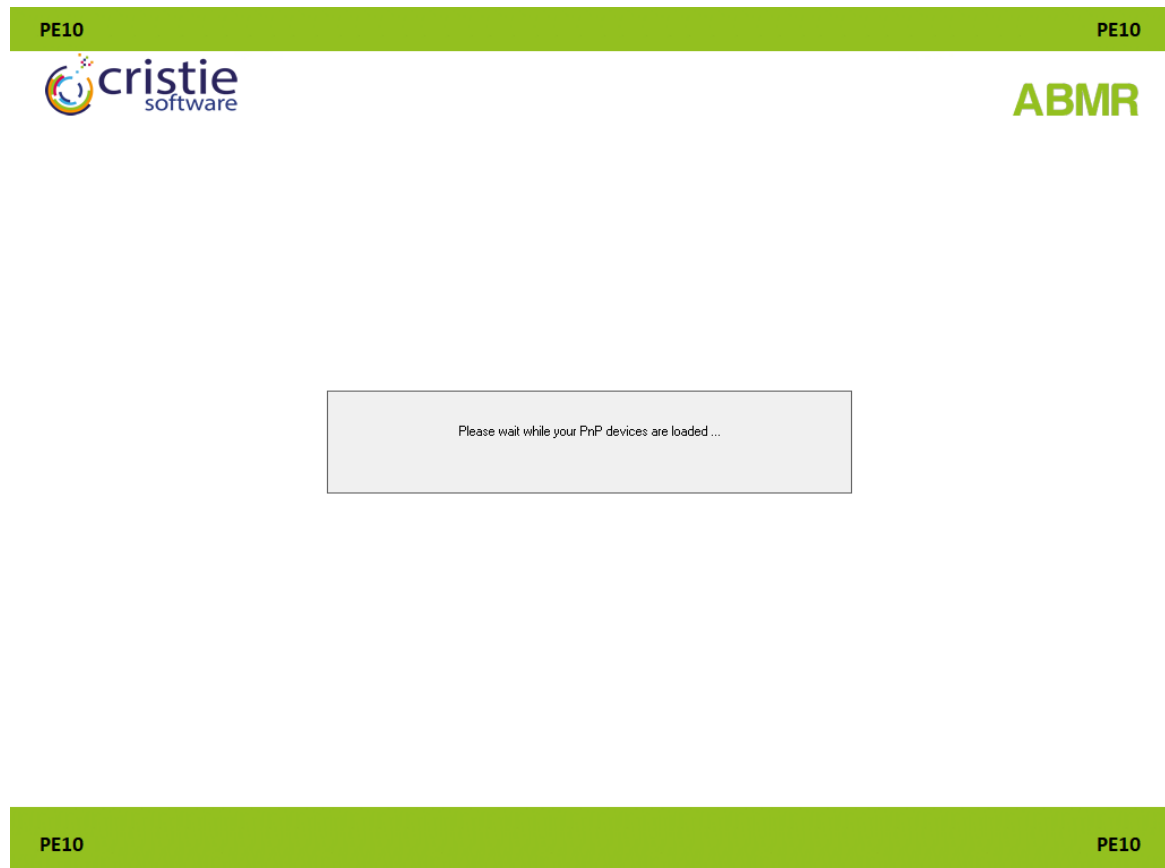 PE10 PE10
cristie
software
ABMR
Please wait while your PnP devices are loaded ...
PE10 PE10